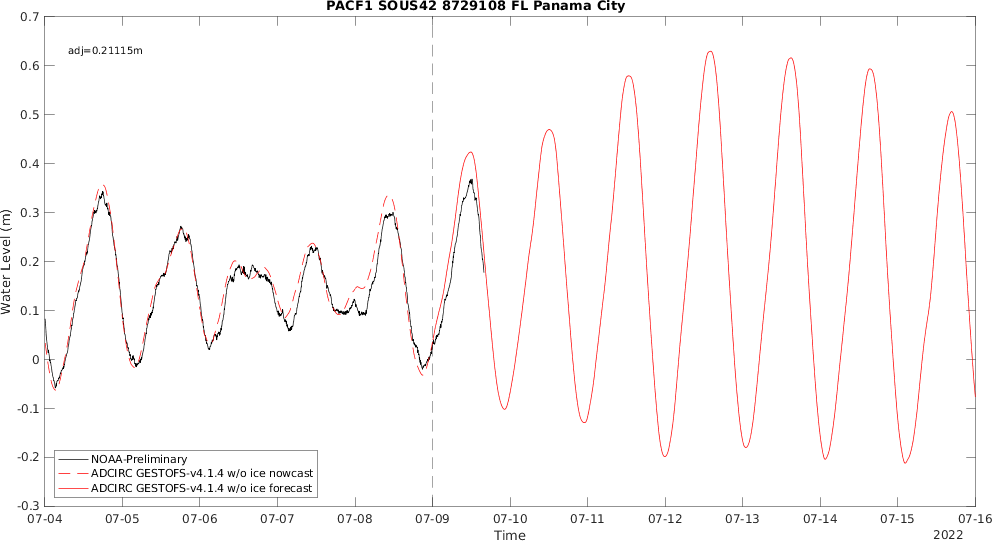 PACF1 SOUS42 8729108 FL Panama City
adj=0.21115m
Water Level (m)
0.7
0.6
0.5
0.4
0.3
0.2
0.1
0
-0.1
-0.2
-0.3
NOAA-Preliminary
ADCIRC GESTOFS-v4.1.4 w/o ice nowcast
ADCIRC GESTOFS-v4.1.4 w/o ice forecast
07-04 07-05 07-06 07-07 07-08 07-09 07-10 07-11 07-12 07-13 07-14 07-15 07-16
Time
2022